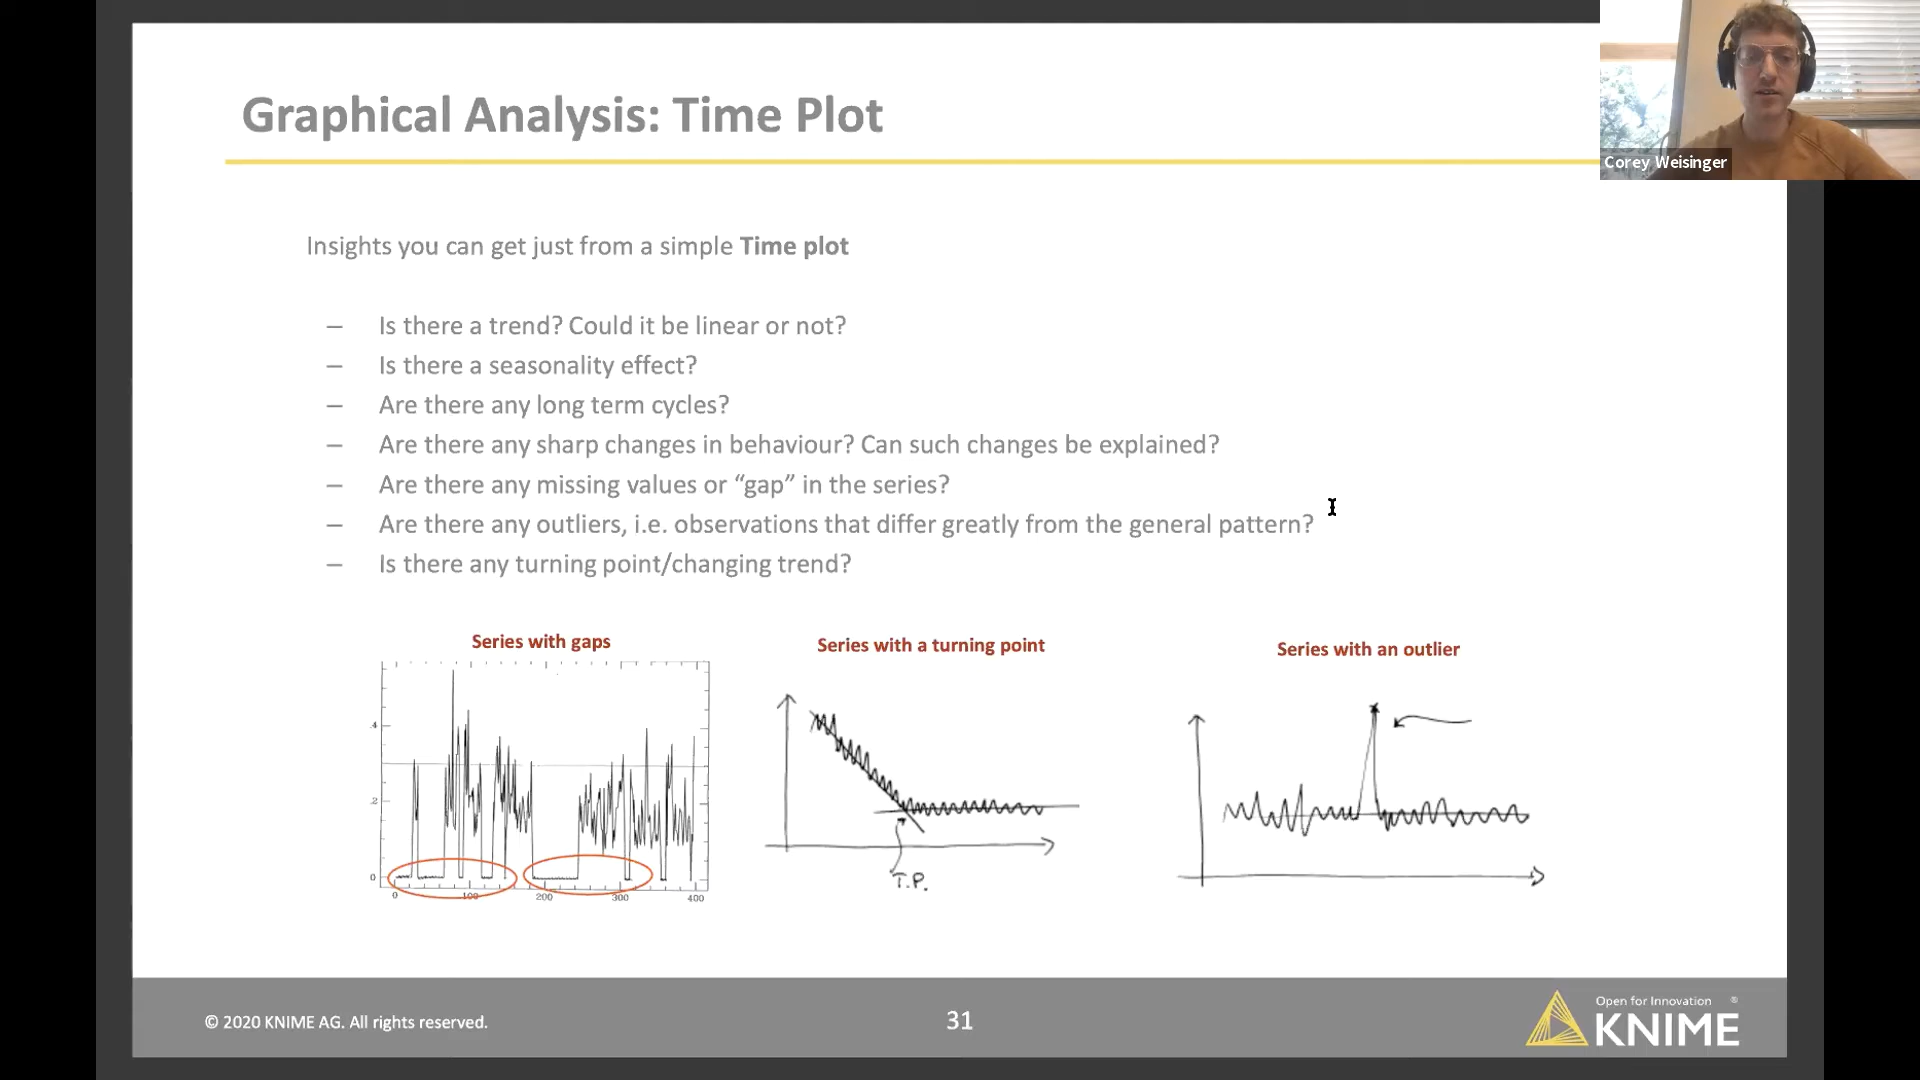 Graphical Analysis: Time Plot
Corey Weisinger
Insights you can get just from a simple Time plot
– Is there a trend? Could it be linear or not?
– Is there a seasonality effect?
– Are there any long term cycles?
– Are there any sharp changes in behaviour? Can such changes be explained?
– Are there any missing values or “gap” in the series?
– Are there any outliers, i.e. observations that differ greatly from the general pattern?
– Is there any turning point/changing trend?
Series with gaps
Series with a turning point
Series with an outlier
.4
.2
0
0 100 200 300 400
T.P.
© 2020 KNIME AG. All rights reserved.
31
Open for Innovation ®
KNIME